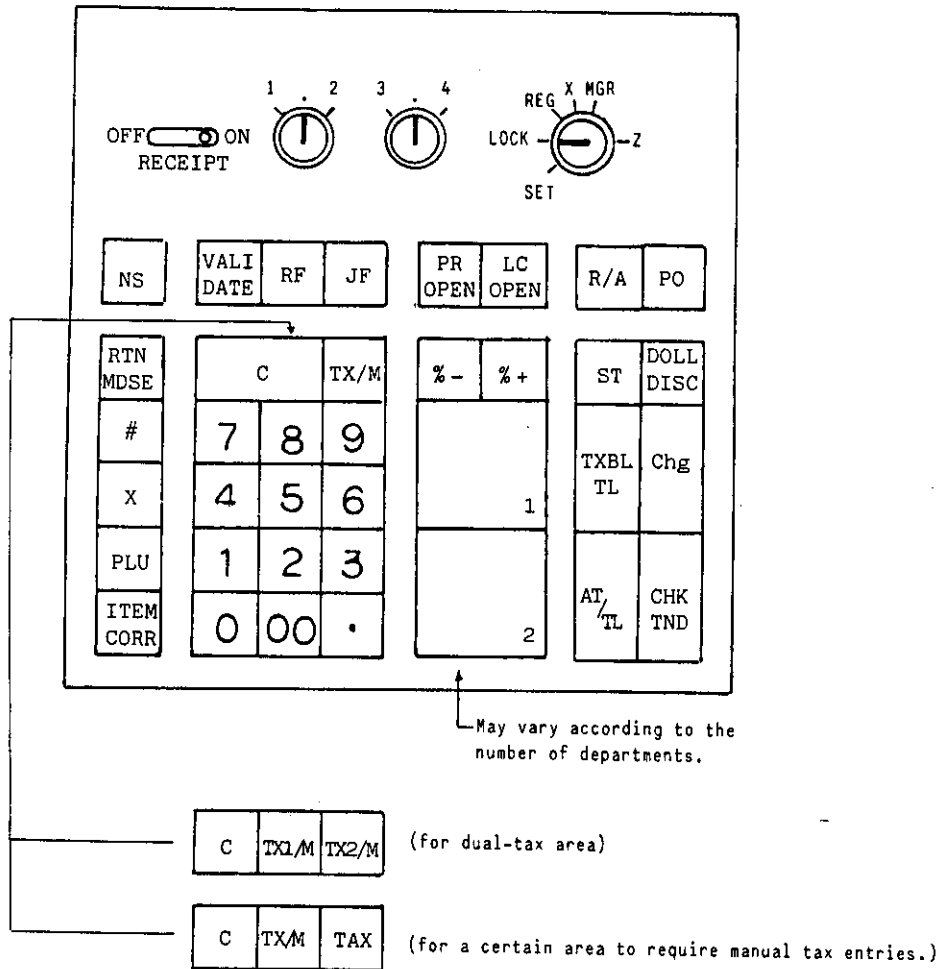 1 2 3 4
X MGR
REG
LOCK Z
SET
OFF ON
RECEIPT
NS
VALI
DATE
RF
JF
PR
OPEN
LC
OPEN
R/A
PO
RTN
MDSE
C
TX/M
%-
%+
ST
DOLL
DISC
#
7 8 9
TXBL
TL
Chg
X
4 5 6
1
PLU
1 2 3
ITEM
CORR
0 00 •
2
AT/TL
CHK
TND
May vary according to the
number of departments.
C TX1/M TX2/M (for dual-tax area)
C TX/M TAX (for a certain area to require manual tax entries.)